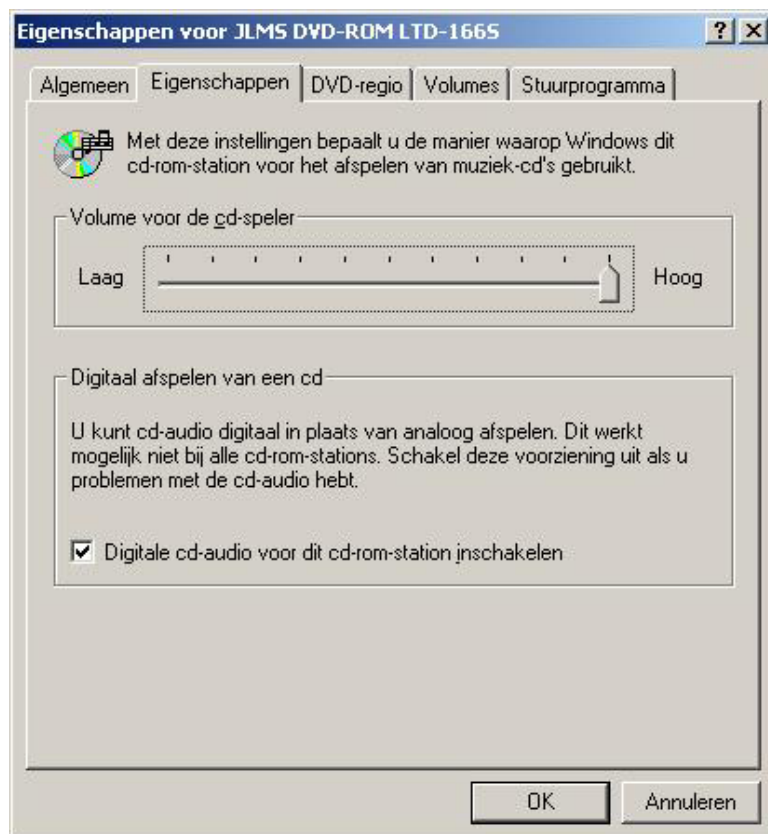 Eigenschappen voor JLMS DVD-ROM LTD-166S
Algemeen
Eigenschappen
DVD-regio
Volumes
Stuurprogramma
Met deze instellingen bepaalt u de manier waarop Windows dit
cd-rom-station voor het afspelen van muziek-cd's gebruikt.
Volume voor de cd-speler
Laag
Hoog
Digitaal afspelen van een cd
U kunt cd-audio digitaal in plaats van analoog afspelen. Dit werkt
mogelijk niet bij alle cd-rom-stations. Schakel deze voorziening uit als u
problemen met de cd-audio hebt.
Digitale cd-audio voor dit cd-rom-station inschakelen
OK
Annuleren